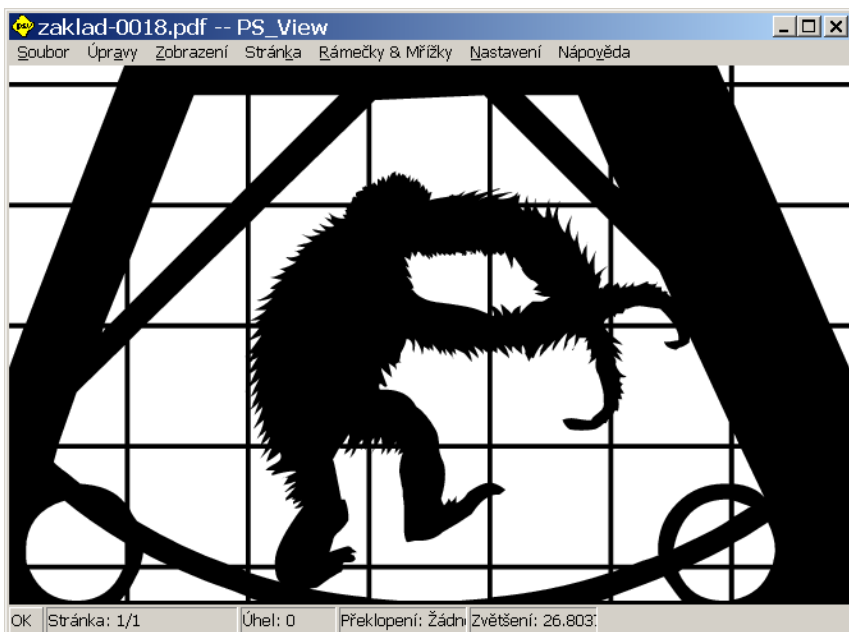 zaklad-0018.pdf -- PS_View
Soubor Úpravy Zobrazení Stránka Rámečky & Mřížky Nastavení Nápověda
OK Stránka: 1/1 Úhel: 0 Překlopení: Žádn Zvětšení: 26.803